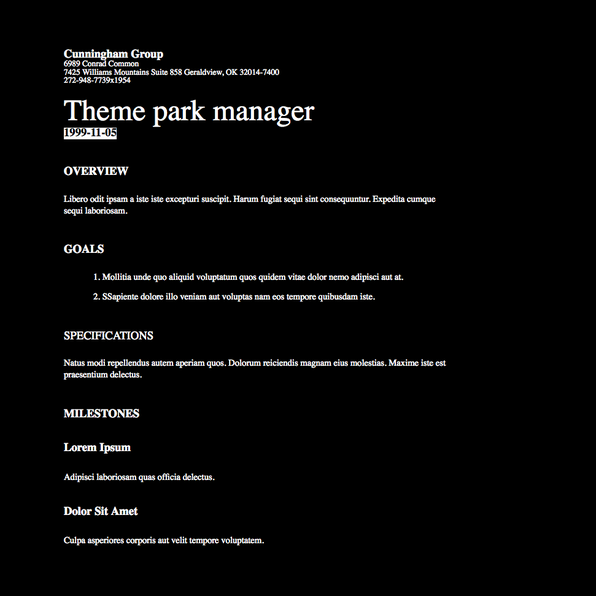 Cunningham Group
6989 Conrad Common
7425 Williams Mountains Suite 858 Geraldview, OK 32014-7400
272-948-7739x1954
Theme park manager
1999-11-05
OVERVIEW
Libero odit ipsam a iste iste excepturi suscipit. Harum fugiat sequi sint consequuntur. Expedita cumque
sequi laboriosam.
GOALS
1. Mollitia unde quo aliquid voluptatum quos quidem vitae dolor nemo adipisci aut at.
2. SSapiente dolore illo veniam aut voluptas nam eos tempore quibusdam iste.
SPECIFICATIONS
Natus modi repellendus autem aperiam quos. Dolorum reiciendis magnam eius molestias. Maxime iste est
praesentium delectus.
MILESTONES
Lorem Ipsum
Adipisci laboriosam quas officia delectus.
Dolor Sit Amet
Culpa asperiores corporis aut velit tempore voluptatem.